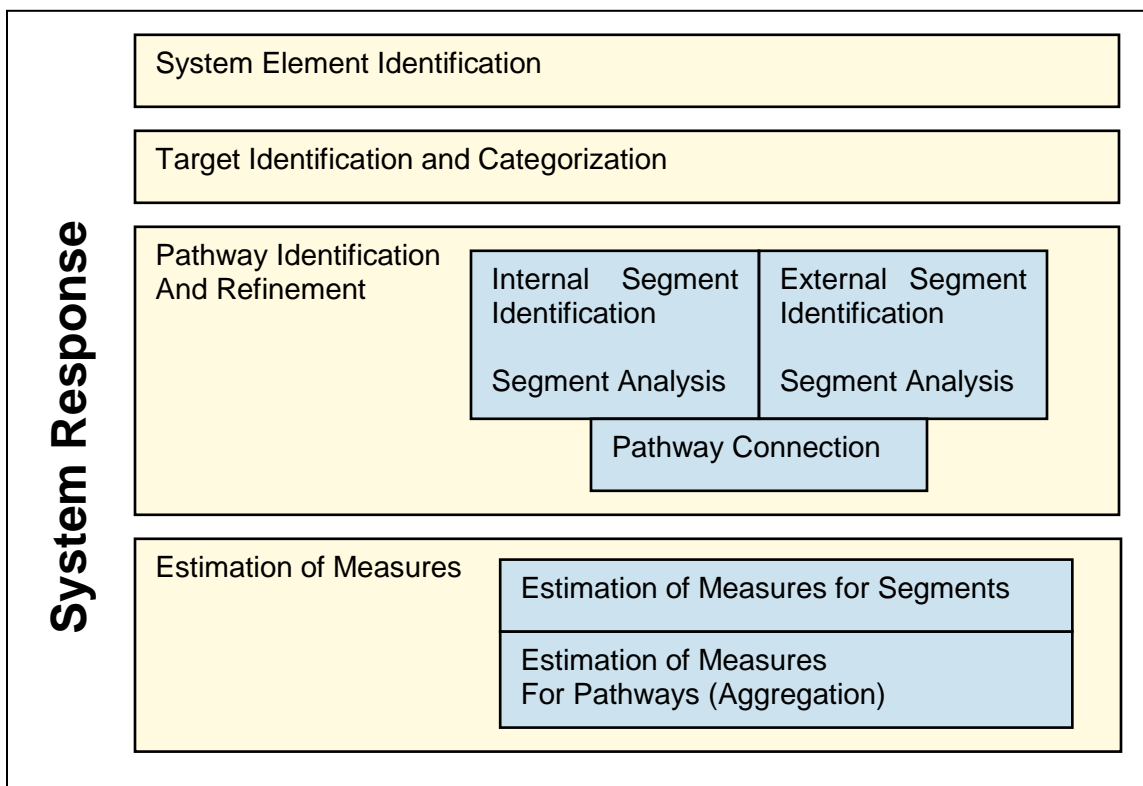 System Response
System Element Identification
Target Identification and Categorization
Pathway Identification
And Refinement
Internal Segment
Identification
Segment Analysis
External Segment
Identification
Segment Analysis
Pathway Connection
Estimation of Measures
Estimation of Measures for Segments
Estimation of Measures
For Pathways (Aggregation)